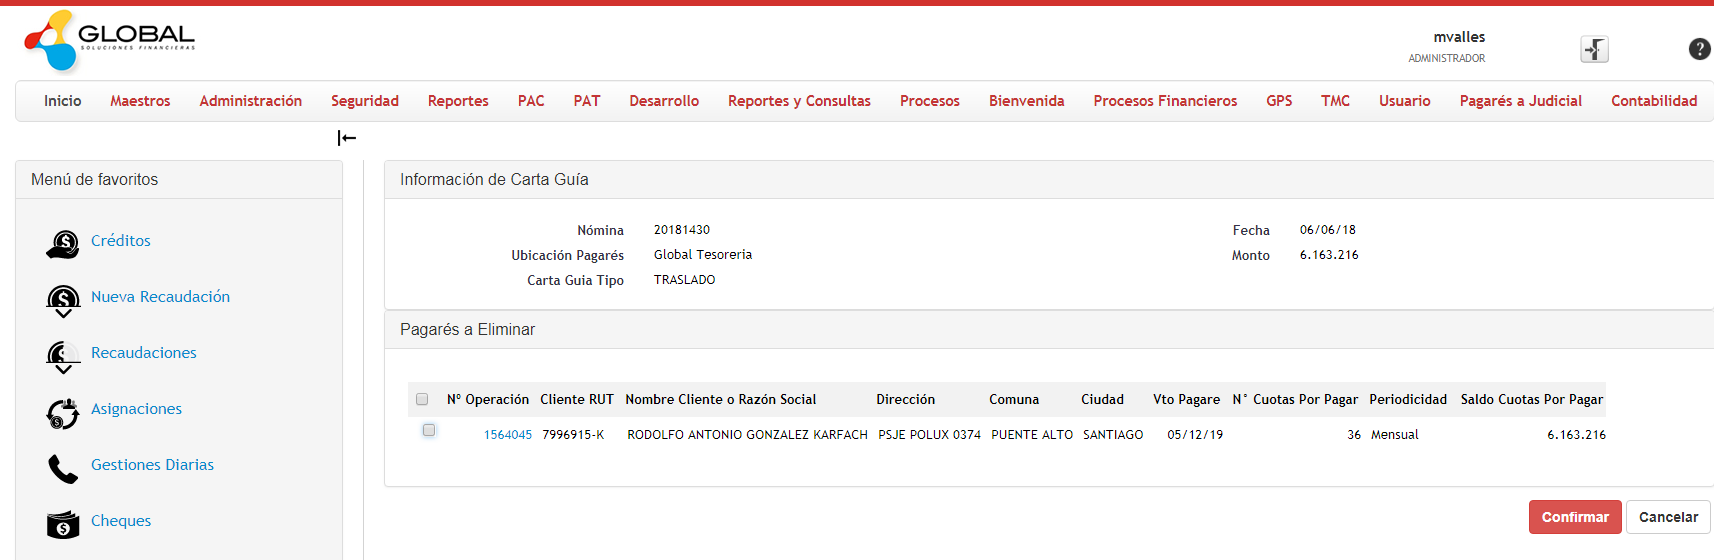 GLOBAL
SOLUCIONES FINANCIERAS
mvalles
ADMINISTRADOR
?
Inicio Maestros Administración Seguridad Reportes PAC PAT Desarrollo Reportes y Consultas Procesos Bienvenida Procesos Financieros GPS TMC Usuario Pagarés a Judicial Contabilidad
Menú de favoritos
Créditos
Nueva Recaudación
Recaudaciones
Asignaciones
Gestiones Diarias
Cheques
Información de Carta Guía
Nómina 20181430 Fecha 06/06/18
Ubicación Pagarés Global Tesoreria Monto 6.163.216
Carta Guia Tipo TRASLADO
Pagarés a Eliminar
Nº Operación Cliente RUT Nombre Cliente o Razón Social Dirección Comuna Ciudad Vto Pagare N° Cuotas Por Pagar Periodicidad Saldo Cuotas Por Pagar
1564045 7996915-K RODOLFO ANTONIO GONZALEZ KARFACH PSJE POLUX 0374 PUENTE ALTO SANTIAGO 05/12/19 36 Mensual 6.163.216
Confirmar Cancelar